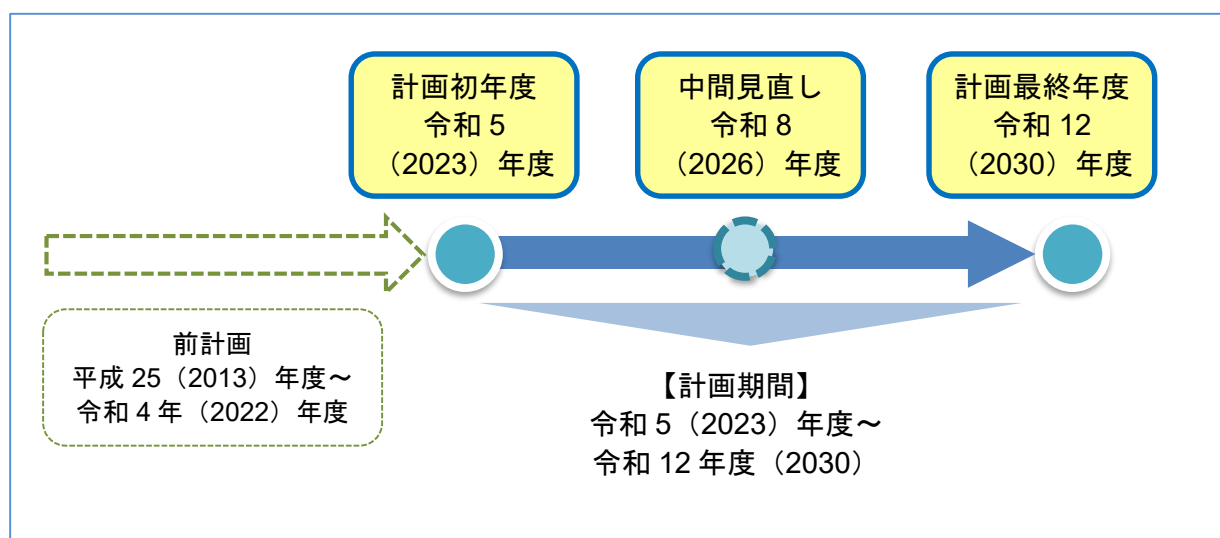 計画初年度
令和 5
（2023）年度
中間見直し
令和 8
（2026）年度
計画最終年度
令和 12
（2030）年度
前計画
平成 25（2013）年度～
令和 4 年（2022）年度
【計画期間】
令和 5（2023）年度～
令和 12 年度（2030）